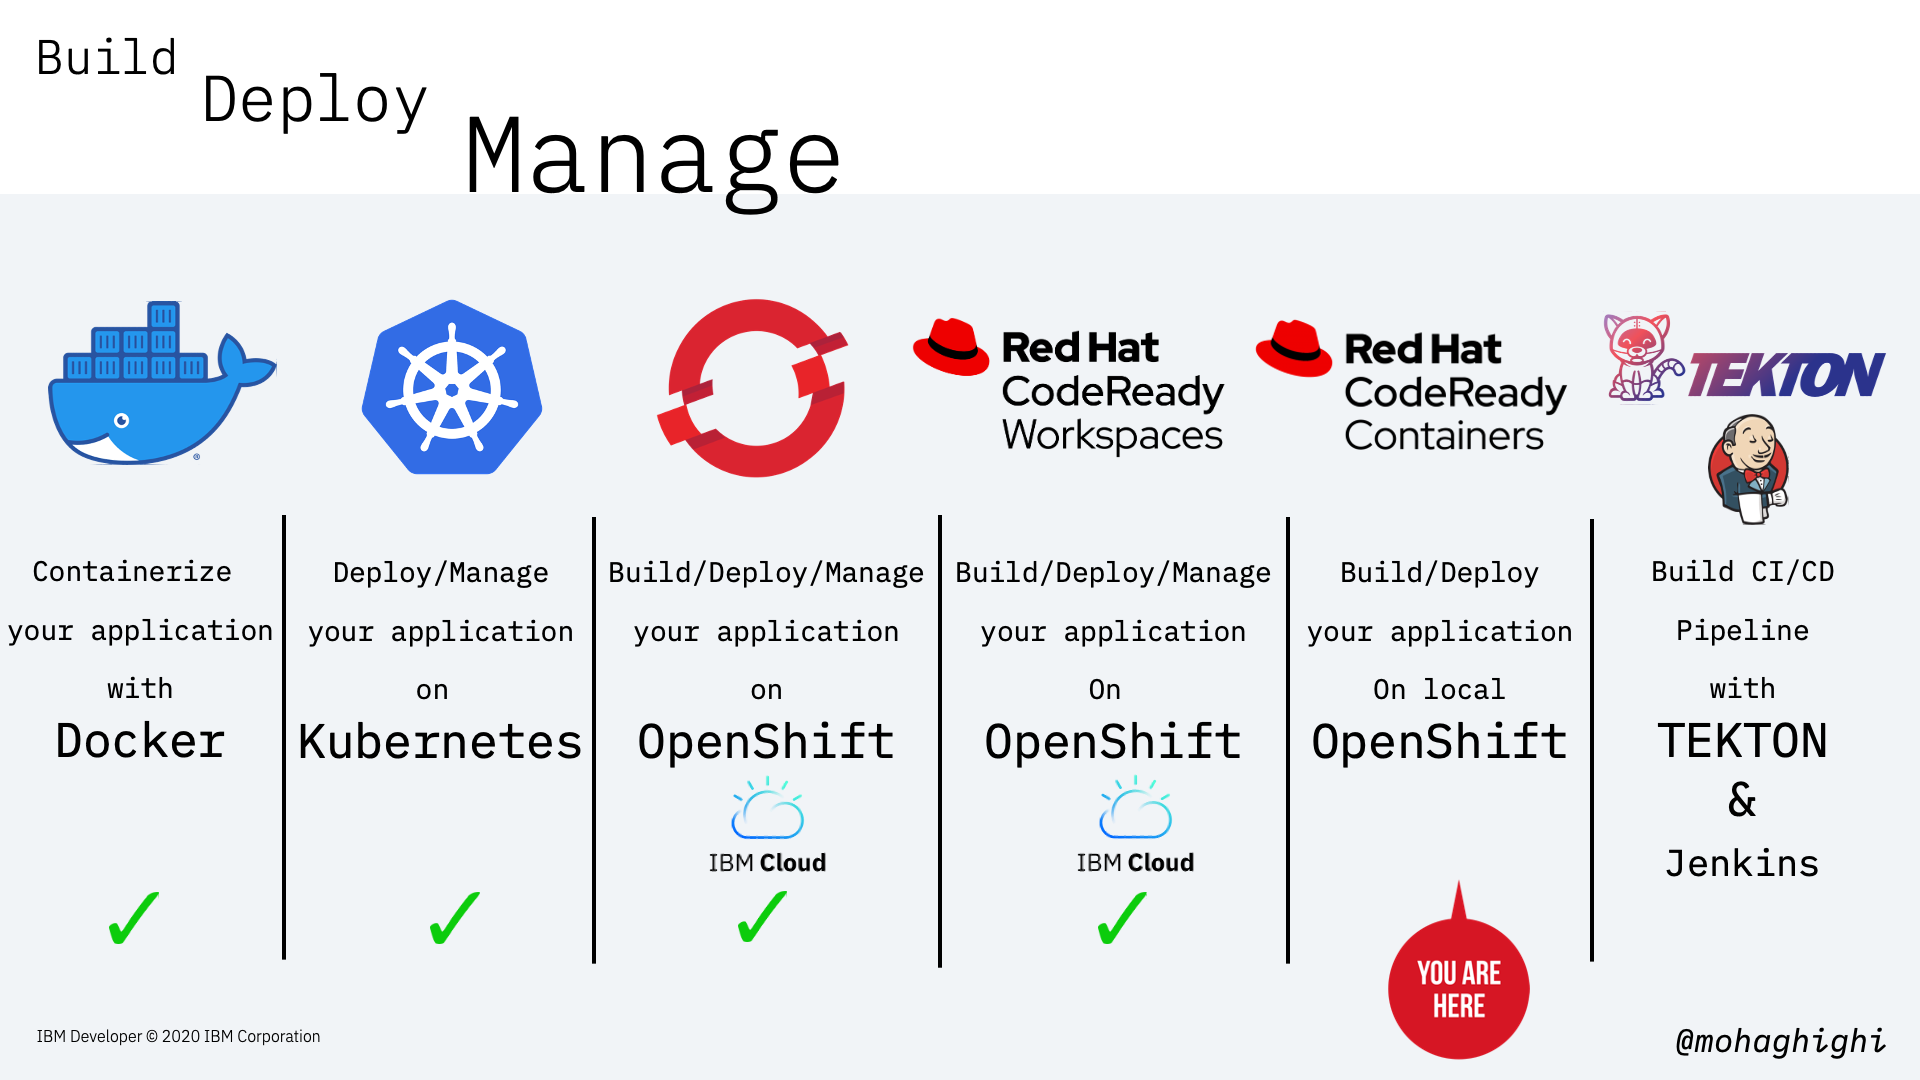 Build
Deploy
Manage
Red Hat
CodeReady
Workspaces
Red Hat
CodeReady
Containers
TEKTON
®
Containerize
your application
with
Docker
Deploy/Manage
your application
on
Kubernetes
Build/Deploy/Manage
your application
on
OpenShift
IBM Cloud
Build/Deploy/Manage
your application
On
OpenShift
IBM Cloud
Build/Deploy
your application
On local
OpenShift
YOU ARE
HERE
Build CI/CD
Pipeline
with
TEKTON
&
Jenkins
IBM Developer © 2020 IBM Corporation
@mohaghighi